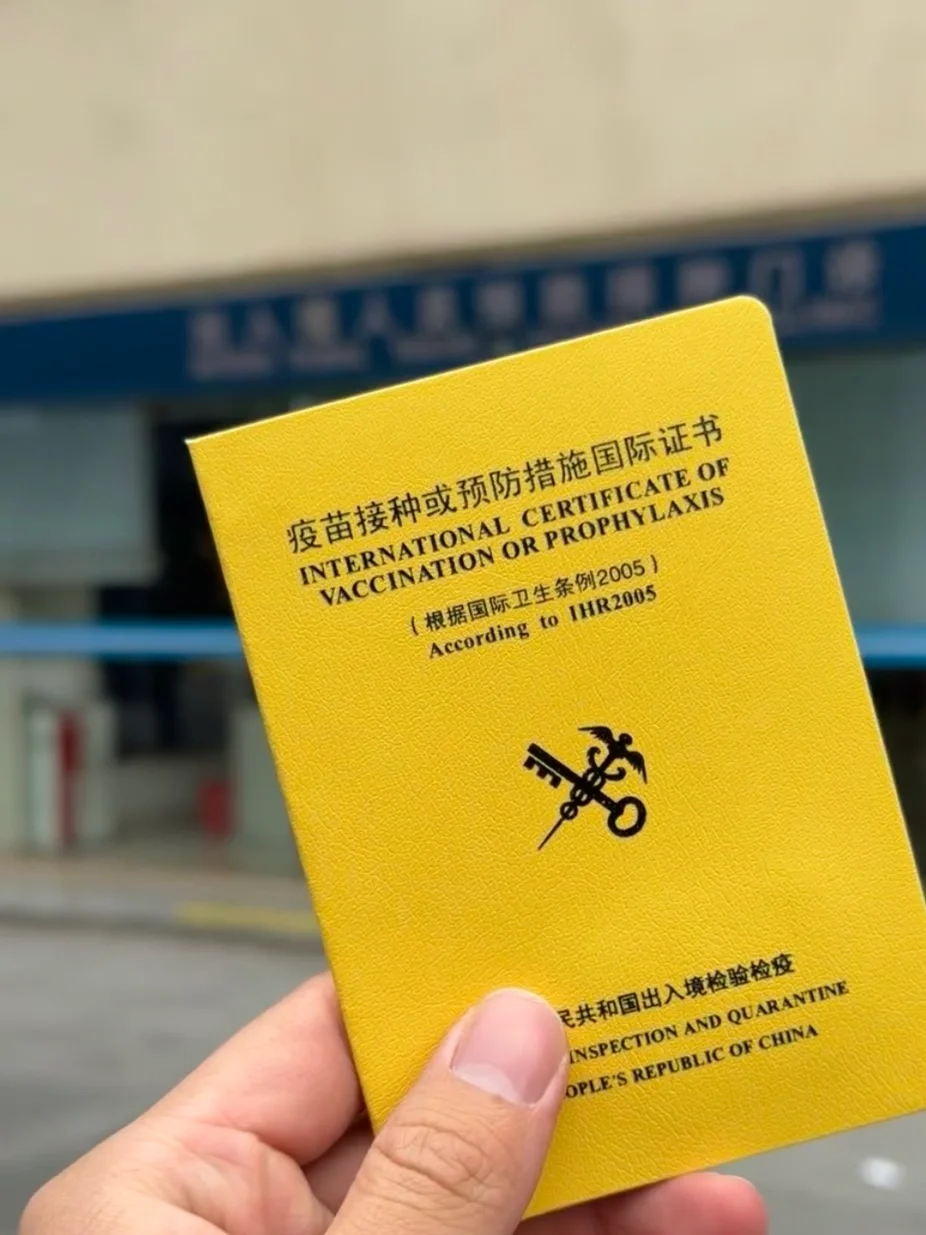 疫苗接种或预防措施国际证书
INTERNATIONAL CERTIFICATE OF
VACCINATION OR PROPHYLAXIS
(根据国际卫生条例2005)
According to IHR2005
民共和国出入境检验检疫
INSPECTION AND QUARANTINE
OPLE'S REPUBLIC OF CHINA